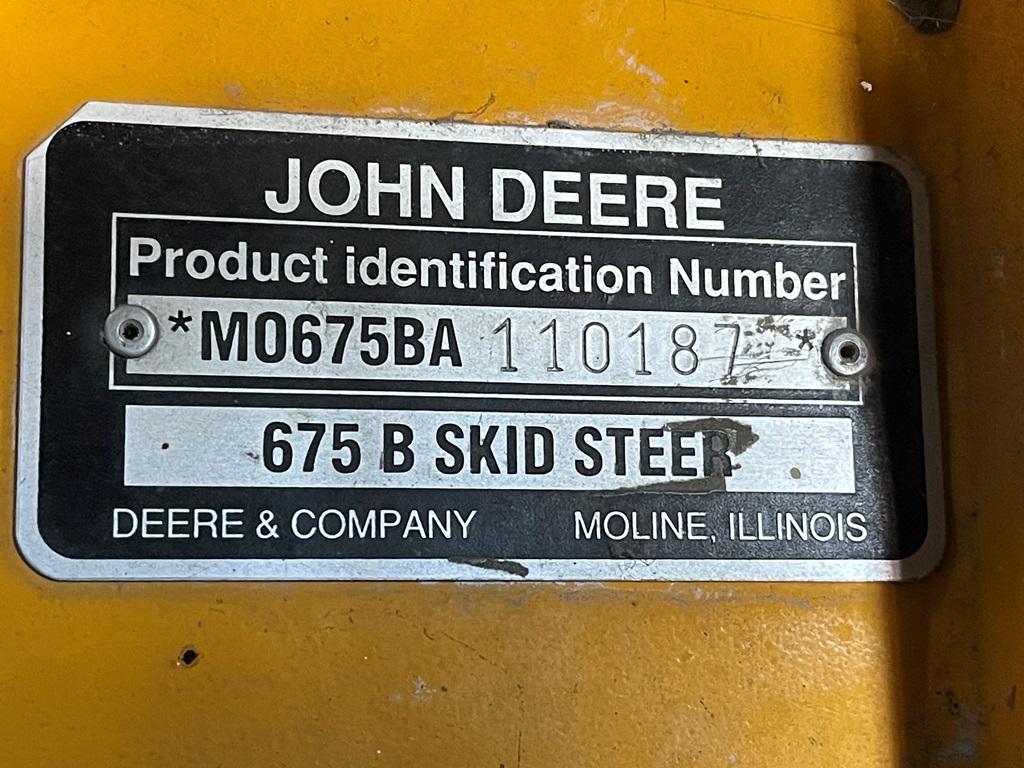 JOHN DEERE
Product identification Number
*M0675BA 110187 *
675 B SKID STEER
DEERE & COMPANY MOLINE, ILLINOIS